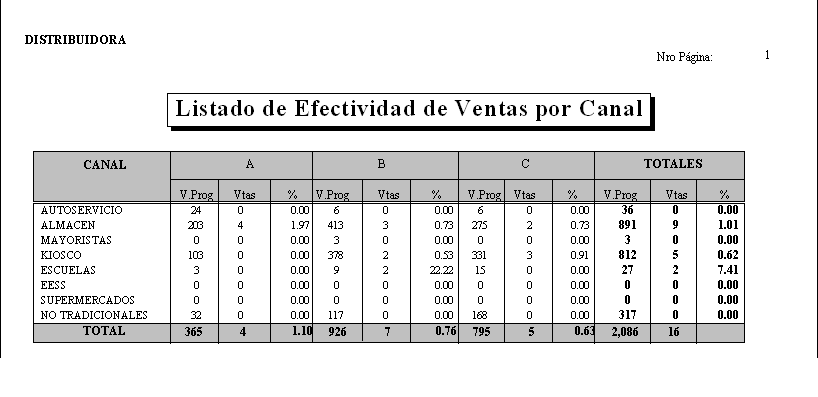 DISTRIBUIDORA
Nro Página: 1
Listado de Efectividad de Ventas por Canal
CANAL A B C TOTALES
V.Prog Vtas % V.Prog Vtas % V.Prog Vtas % V.Prog Vtas %
AUTOSERVICIO 24 0 0.00 6 0 0.00 6 0 0.00 36 0 0.00
ALMACEN 203 4 1.97 413 3 0.73 275 2 0.73 891 9 1.01
MAYORISTAS 0 0 0.00 3 0 0.00 0 0 0.00 3 0 0.00
KIOSCO 103 0 0.00 378 2 0.53 331 3 0.91 812 5 0.62
ESCUELAS 3 0 0.00 9 2 22.22 15 0 0.00 27 2 7.41
EESS 0 0 0.00 0 0 0.00 0 0 0.00 0 0 0.00
SUPERMERCADOS 0 0 0.00 0 0 0.00 0 0 0.00 0 0 0.00
NO TRADICIONALES 32 0 0.00 117 0 0.00 168 0 0.00 317 0 0.00
TOTAL 365 4 1.10 926 7 0.76 795 5 0.63 2,086 16